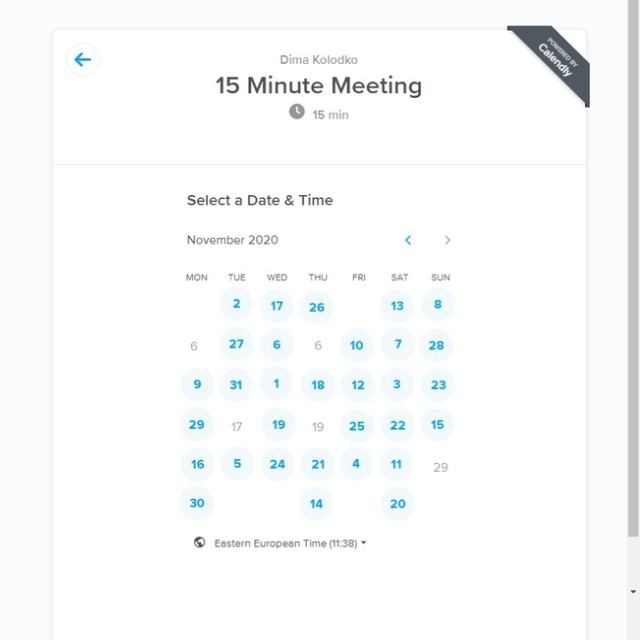 POWERED BY
Calendly
Dima Kolodko
15 Minute Meeting
15 min
Select a Date & Time
November 2020
MON TUE WED THU FRI SAT SUN
2 17 26 13 8
6 27 6 6 10 7 28
9 31 1 18 12 3 23
29 17 19 19 25 22 15
16 5 24 21 4 11 29
30 14 20
Eastern European Time (11:38)